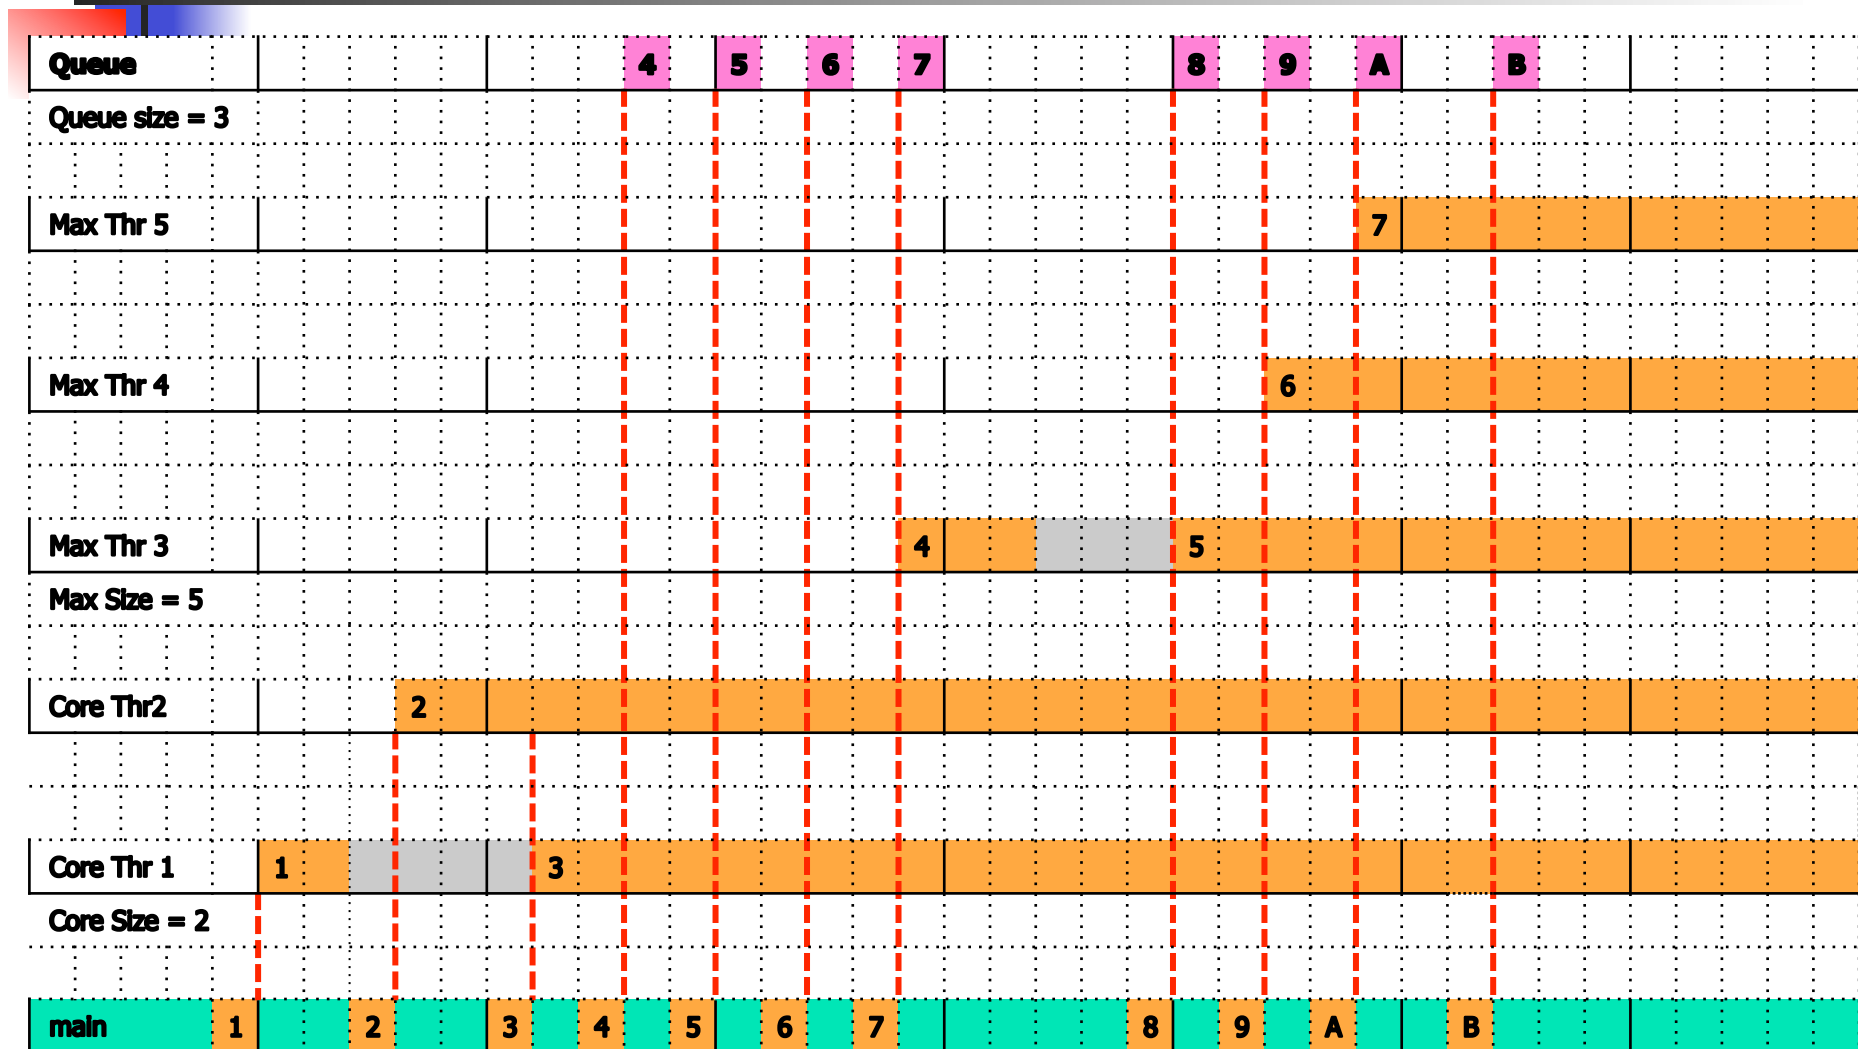 Queue 4 5 6 7 8 9 A B
Queue size = 3
Max Thr 5 7
Max Thr 4 6
Max Thr 3 4 5
Max Size = 5
Core Thr2 2
Core Thr 1 1 3
Core Size = 2
main 1 2 3 4 5 6 7 8 9 A B